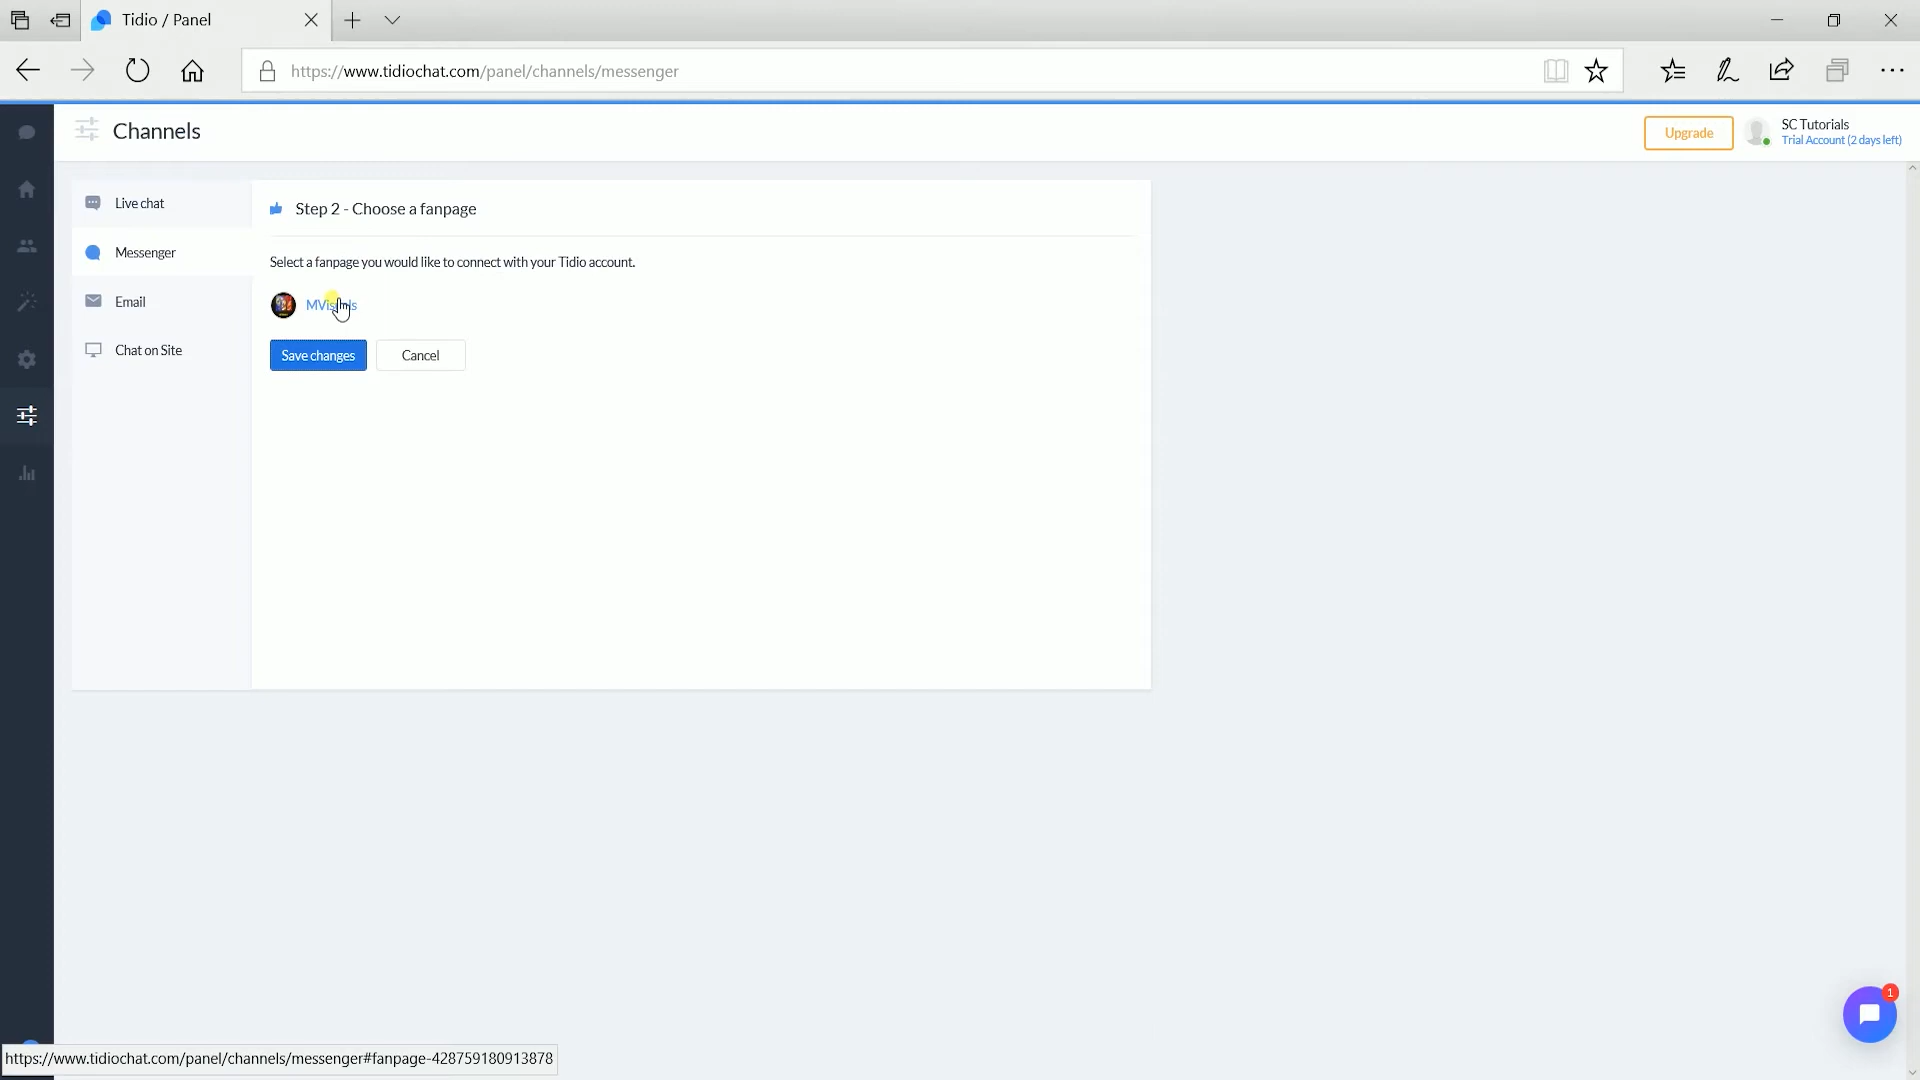 Tidio / Panel
https://www.tidiochat.com/panel/channels/messenger
Channels
Upgrade
SC Tutorials
Trial Account (2 days left)
Live chat
Messenger
Email
Chat on Site
Step 2 - Choose a fanpage
Select a fanpage you would like to connect with your Tidio account.
MVisuals
Save changes
Cancel
1
https://www.tidiochat.com/panel/channels/messenger#fanpage-428759180913878